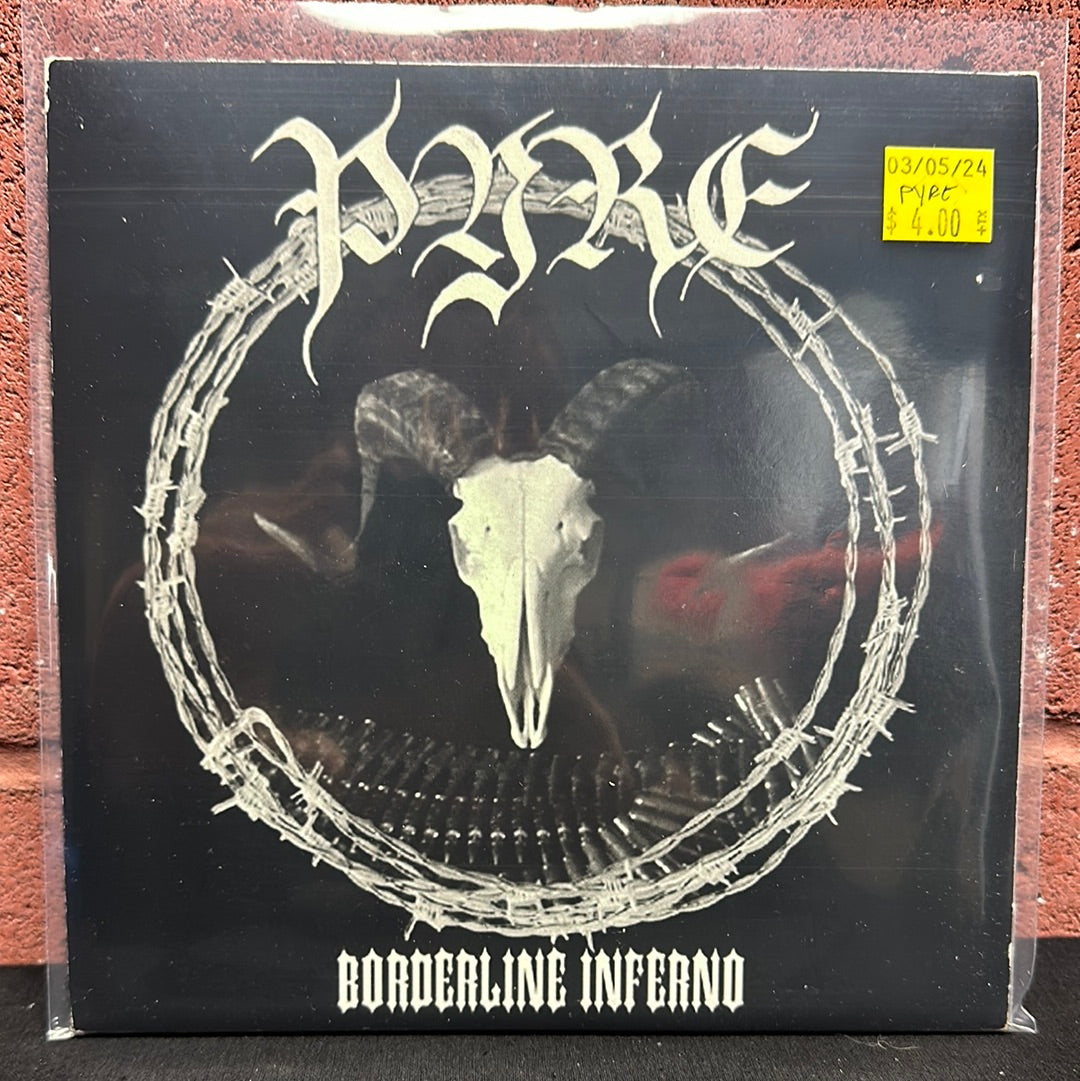 PYRE
03/05/24
PYRE
$ 4.00
BORDERLINE INFERNO